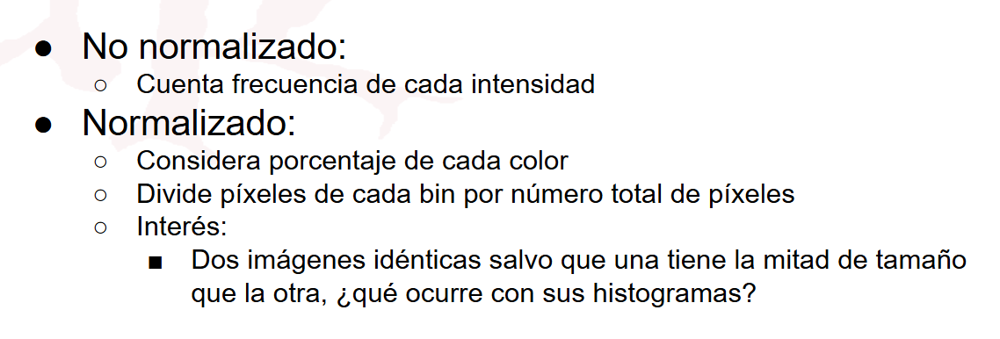 ● No normalizado:
○ Cuenta frecuencia de cada intensidad
● Normalizado:
○ Considera porcentaje de cada color
○ Divide píxeles de cada bin por número total de píxeles
○ Interés:
■ Dos imágenes idénticas salvo que una tiene la mitad de tamaño
que la otra, ¿qué ocurre con sus histogramas?